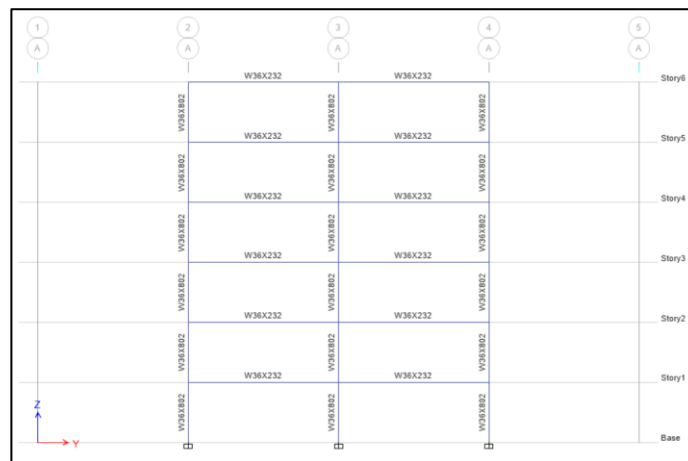 1 2 3 4 5
A A A A A
W36X232 W36X232 Story6
W36X802 W36X802 W36X802
W36X232 W36X232 Story5
W36X802 W36X802 W36X802
W36X232 W36X232 Story4
W36X802 W36X802 W36X802
W36X232 W36X232 Story3
W36X802 W36X802 W36X802
W36X232 W36X232 Story2
W36X802 W36X802 W36X802
W36X232 W36X232 Story1
Z
W36X802 W36X802 W36X802
Y Base